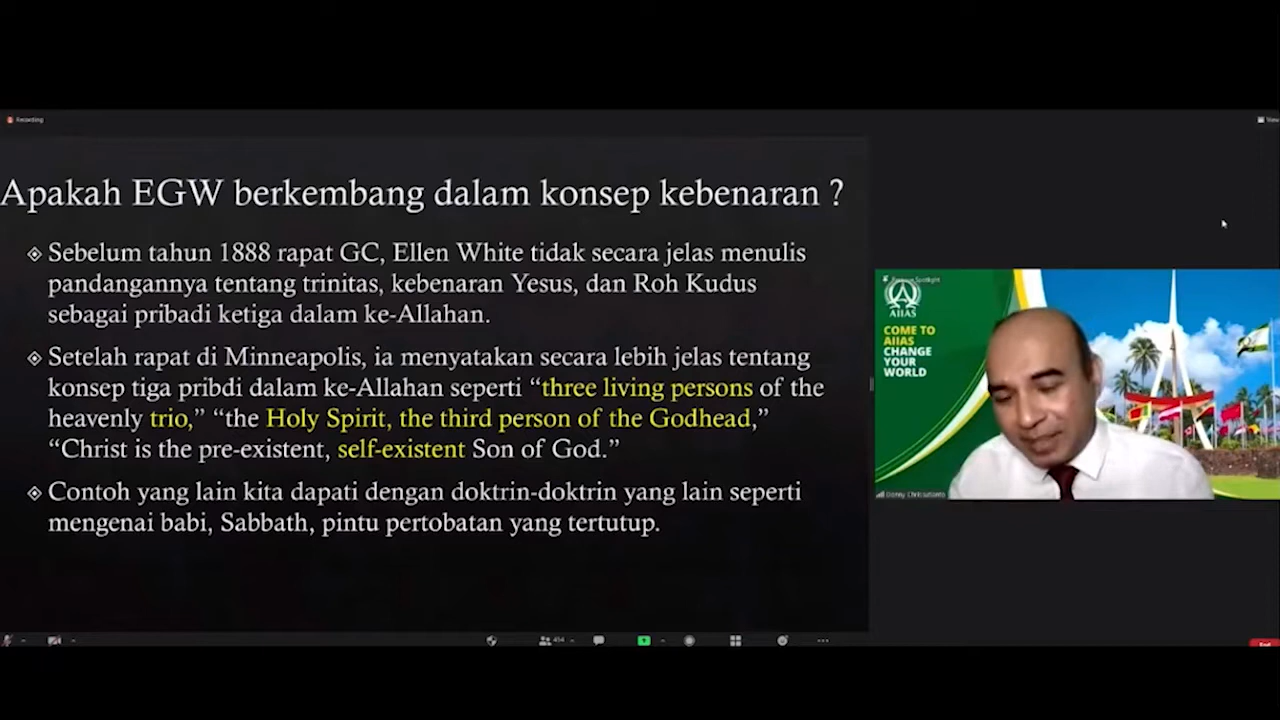 Recording
View
Apakah EGW berkembang dalam konsep kebenaran ?
Sebelum tahun 1888 rapat GC, Ellen White tidak secara jelas menulis
pandangannya tentang trinitas, kebenaran Yesus, dan Roh Kudus
sebagai pribadi ketiga dalam ke-Allahan.
Setelah rapat di Minneapolis, ia menyatakan secara lebih jelas tentang
konsep tiga pribdi dalam ke-Allahan seperti “three living persons of the
heavenly trio,” “the Holy Spirit, the third person of the Godhead,”
“Christ is the pre-existent, self-existent Son of God.”
Contoh yang lain kita dapati dengan doktrin-doktrin yang lain seperti
mengenai babi, Sabbath, pintu pertobatan yang tertutup.
AIIAS
COME TO
AIIAS
CHANGE
YOUR
WORLD
454